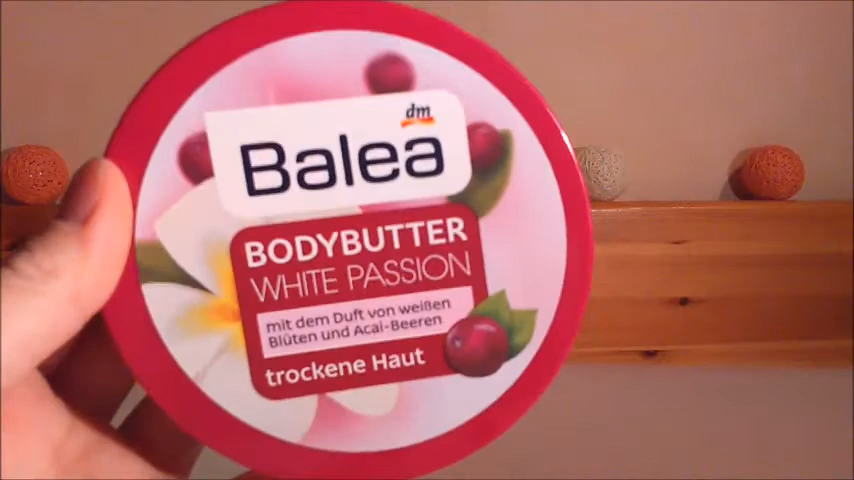 dm
Balea
BODYBUTTER
WHITE PASSION
mit dem Duft von weißen
Blüten und Acai-Beeren
trockene Haut